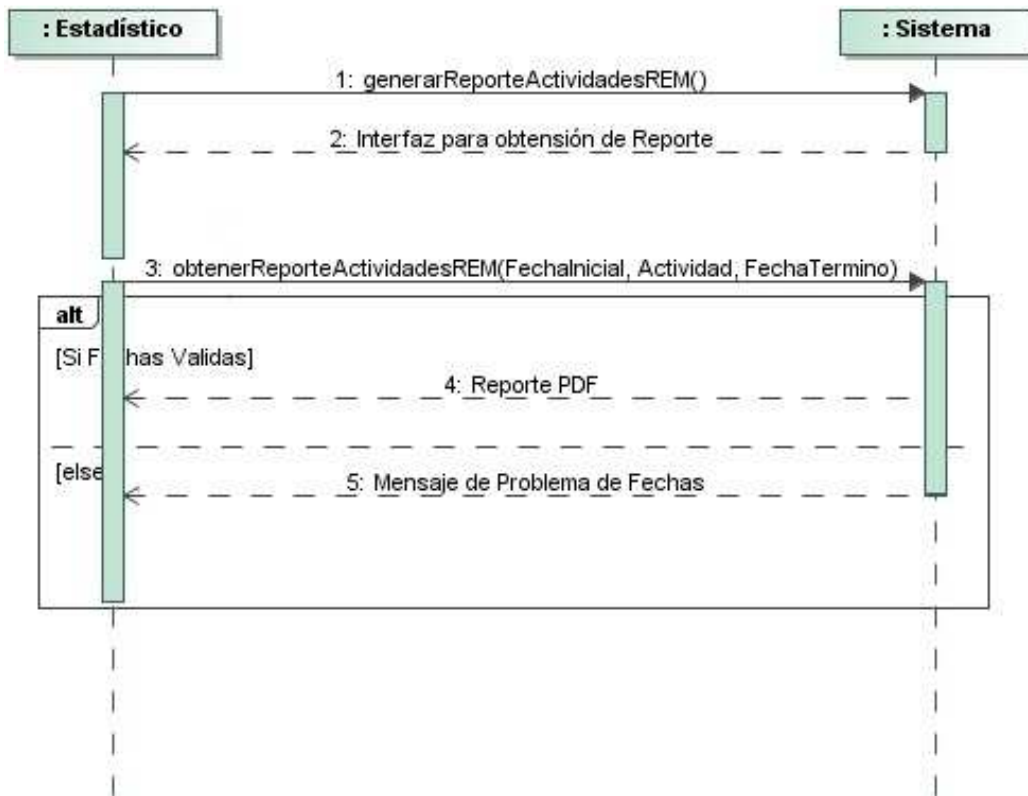 : Estadístico
: Sistema
1: generarReporteActividadesREM()
2: Interfaz para obtensión de Reporte
3: obtenerReporteActividadesREM(FechaInicial, Actividad, FechaTermino)
alt
[Si F has Validas]
4: Reporte PDF
[else
5: Mensaje de Problema de Fechas